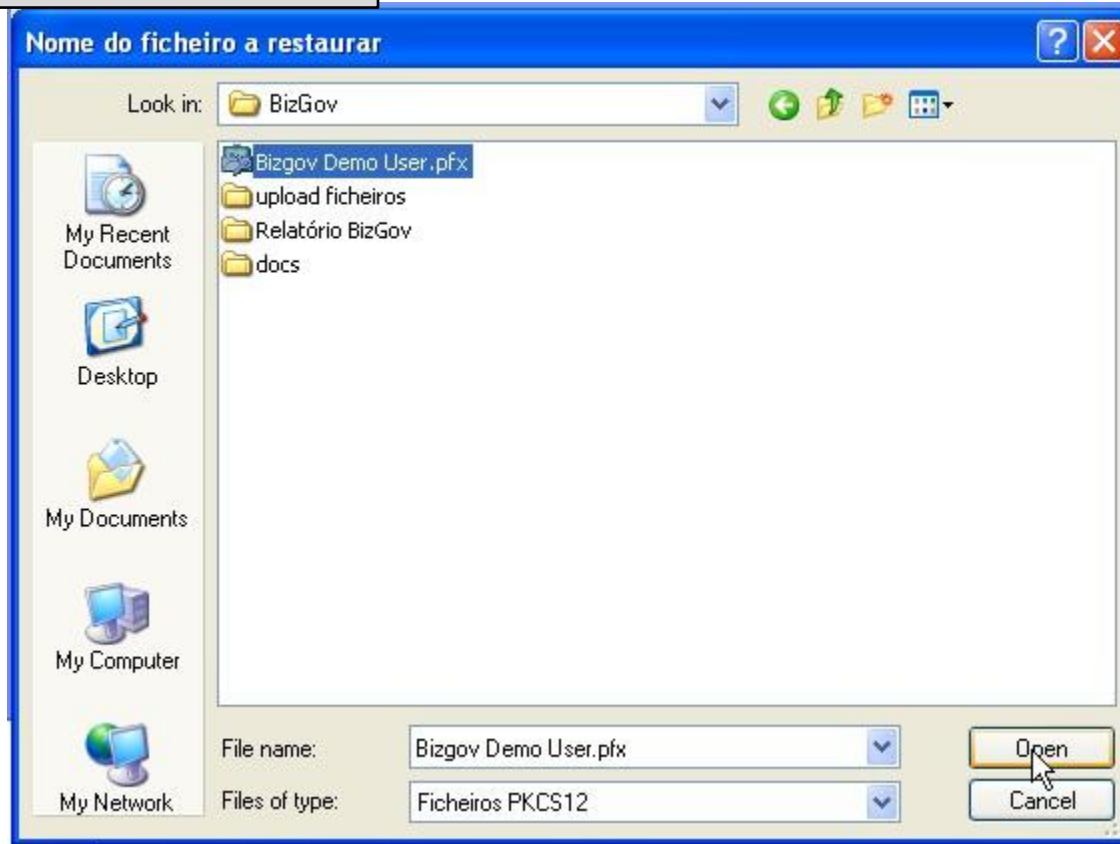 Nome do ficheiro a restaurar
Look in:
BizGov
My Recent
Documents
Desktop
My Documents
My Computer
My Network
Bizgov Demo User.pfx
upload ficheiros
Relatório BizGov
docs
File name:
Bizgov Demo User.pfx
Open
Files of type:
Ficheiros PKCS12
Cancel